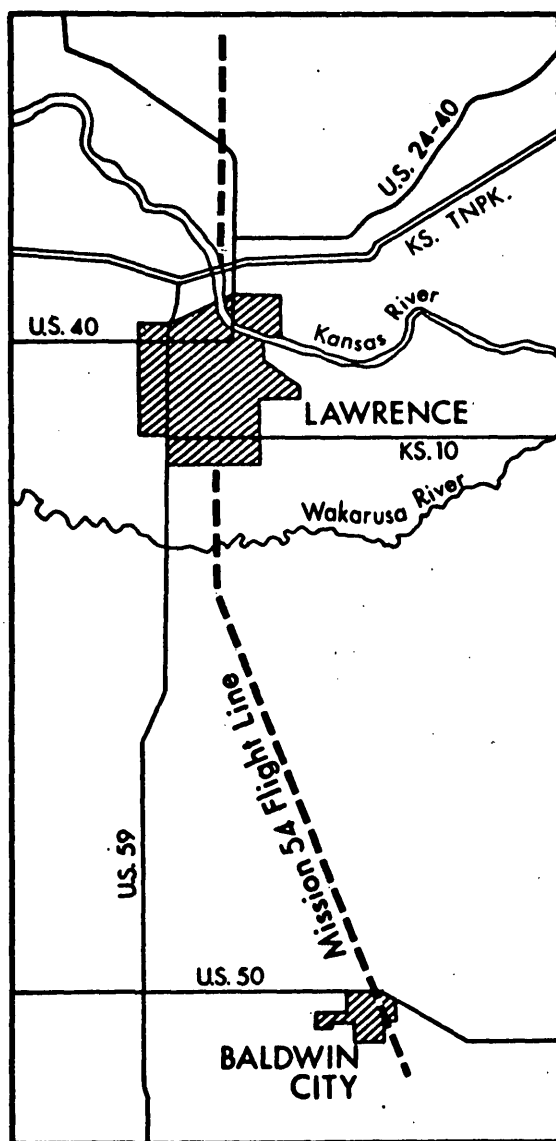 U.S. 24-40
KS. TNPK.
U.S. 40
Kansas River
LAWRENCE
KS. 10
Wakarusa River
Mission 54 Flight Line
U.S. 59
U.S. 50
BALDWIN
CITY